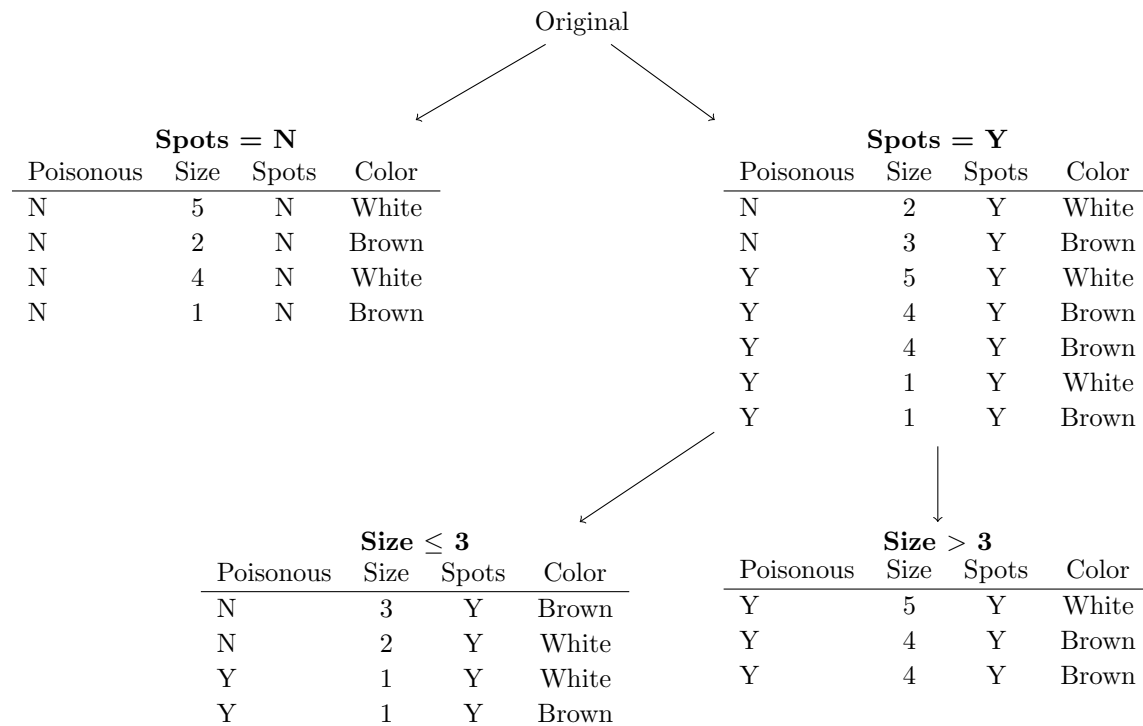 Original
Spots = N
Poisonous Size Spots Color
N 5 N White
N 2 N Brown
N 4 N White
N 1 N Brown
Spots = Y
Poisonous Size Spots Color
N 2 Y White
N 3 Y Brown
Y 5 Y White
Y 4 Y Brown
Y 4 Y Brown
Y 1 Y White
Y 1 Y Brown
Size ≤ 3
Poisonous Size Spots Color
N 3 Y Brown
N 2 Y White
Y 1 Y White
Y 1 Y Brown
Size > 3
Poisonous Size Spots Color
Y 5 Y White
Y 4 Y Brown
Y 4 Y Brown